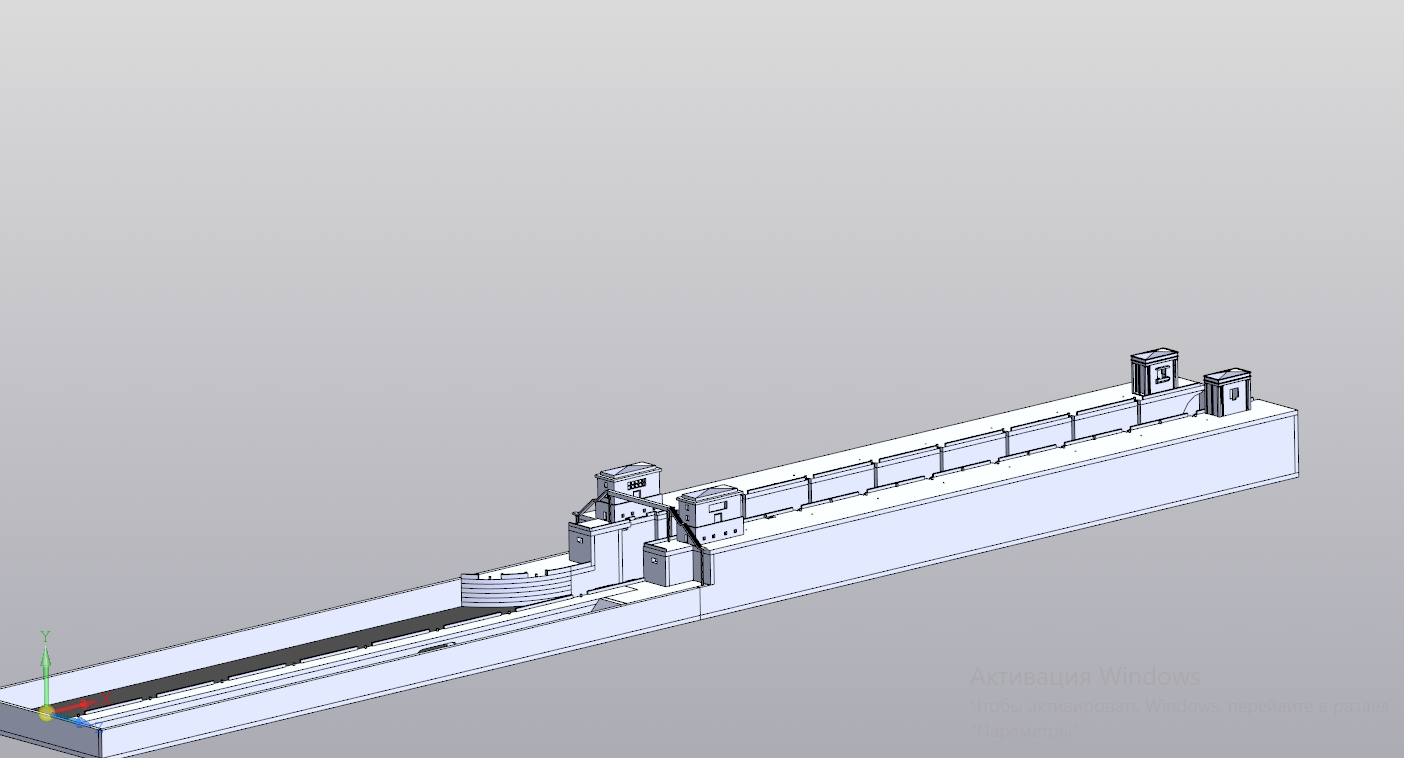 Y
Активация Windows
Чтобы активировать Windows, перейдите в раздел
"Параметры".